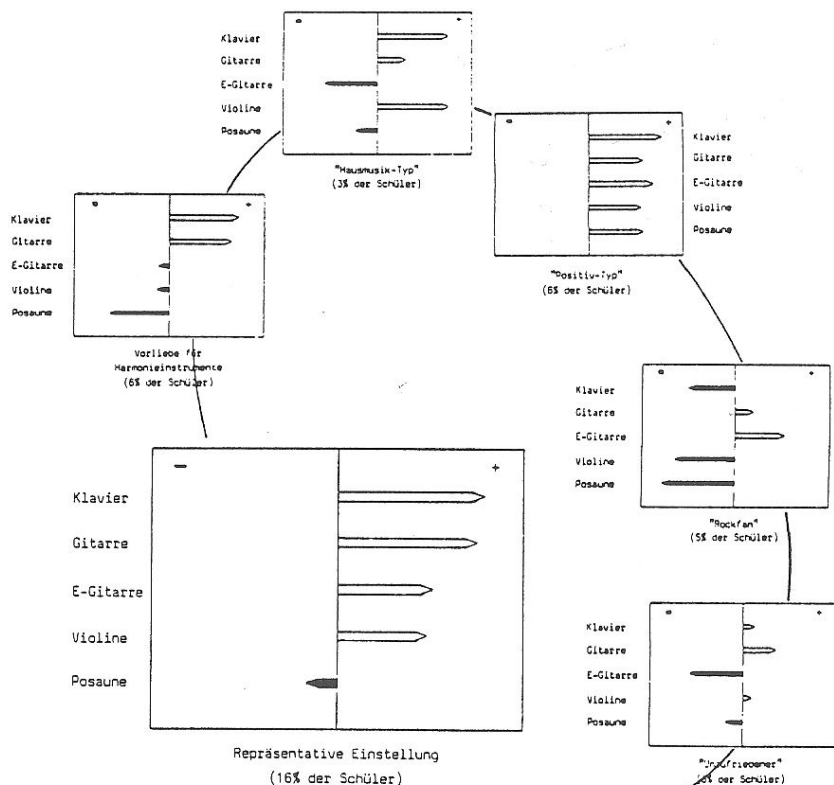 - +
Klavier
Gitarre
E-Gitarre
Violine
Posaune
"Hausmusik-Typ"
(3% der Schüler)
- +
Klavier
Gitarre
E-Gitarre
Violine
Posaune
"Positiv-Typ"
(6% der Schüler)
- +
Klavier
Gitarre
E-Gitarre
Violine
Posaune
Vorliebe für
Harmonieinstrumente
(6% der Schüler)
- +
Klavier
Gitarre
E-Gitarre
Violine
Posaune
"Rockfan"
(5% der Schüler)
- +
Klavier
Gitarre
E-Gitarre
Violine
Posaune
Repräsentative Einstellung
(16% der Schüler)
- +
Klavier
Gitarre
E-Gitarre
Violine
Posaune
"Unzufriedener"
der Schüler)